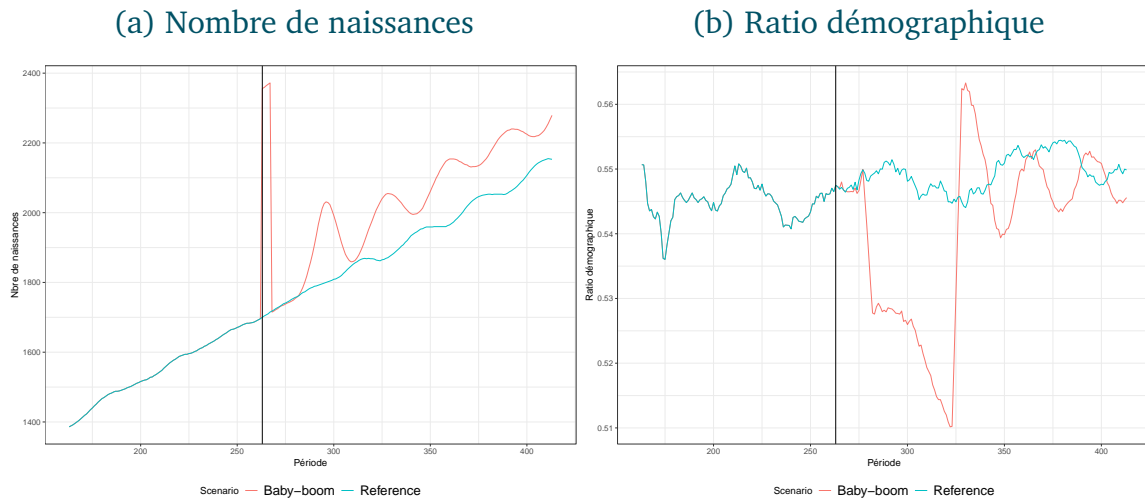 (a) Nombre de naissances
2400
2200
2000
1800
1600
1400
Nbre de naissances
200
250
300
350
400
Période
Scenario Baby−boom Reference
(b) Ratio démographique
0.56
0.55
0.54
0.53
0.52
0.51
Ratio démographique
200
250
300
350
400
Période
Scenario Baby−boom Reference